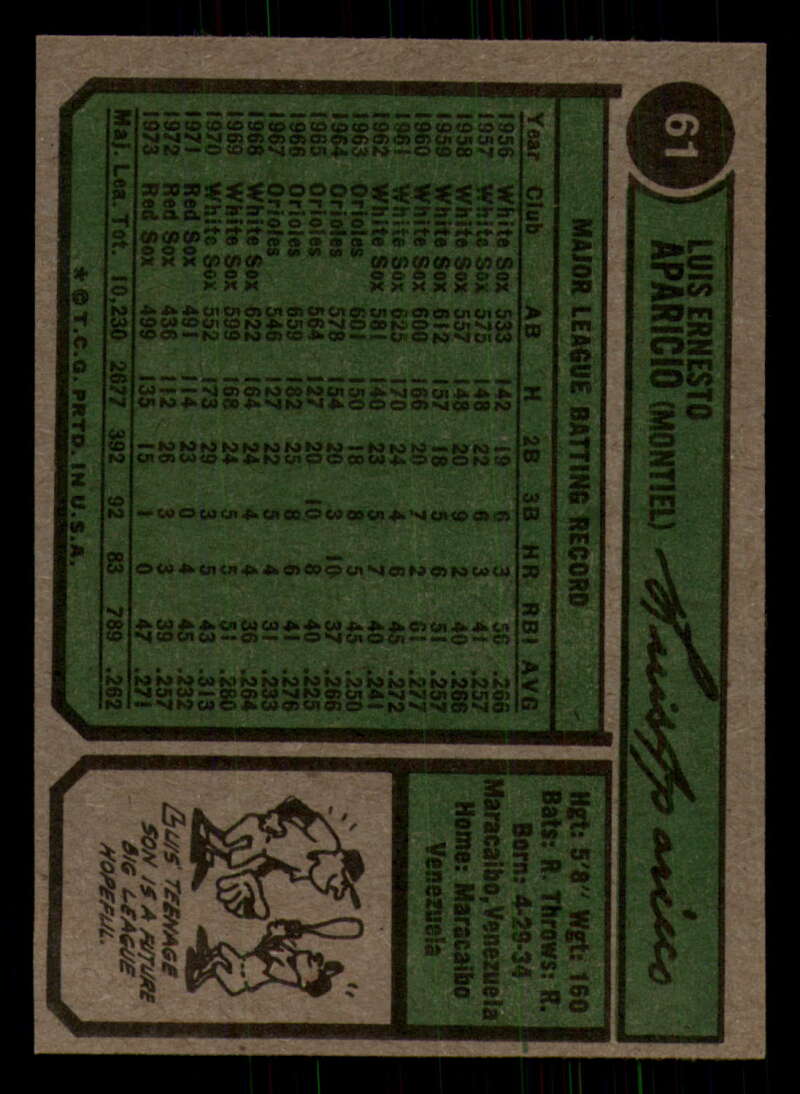 61
LUIS ERNESTO
APARICIO (MONTIEL)
Luis Aparicio
MAJOR LEAGUE BATTING RECORD
Year Club AB H 2B 3B HR RBI AVG
1956 White Sox 533 142 19 6 3 56 .266
1957 White Sox 575 148 22 6 3 41 .257
1958 White Sox 557 148 20 9 2 40 .266
1959 White Sox 612 157 18 5 6 51 .257
1960 White Sox 600 166 20 7 2 61 .277
1961 White Sox 625 170 24 4 6 45 .272
1962 White Sox 581 140 23 5 7 40 .241
1963 Orioles 601 150 18 8 5 45 .250
1964 Orioles 578 154 20 3 10 37 .266
1965 Orioles 564 127 20 10 8 40 .225
1966 Orioles 659 182 25 8 6 41 .276
1967 Orioles 546 127 22 5 4 31 .233
1968 White Sox 622 164 24 4 4 36 .264
1969 White Sox 599 168 24 5 5 51 .280
1970 White Sox 552 173 29 3 5 43 .313
1971 Red Sox 491 114 23 0 4 45 .232
1972 Red Sox 436 112 26 3 3 39 .257
1973 Red Sox 499 135 15 1 0 47 .271
Maj. Lea. Tot. 10,230 2677 392 92 83 789 .262
* © T.C.G. PRTD. IN U.S.A.
Hgt: 5'8" Wgt: 160
Bats: R. Throws: R.
Born: 4-29-34
Maracaibo, Venezuela
Home: Maracaibo
Venezuela
LUIS TEENAGE
SON IS A FUTURE
BIG LEAGUE
HOPEFUL.